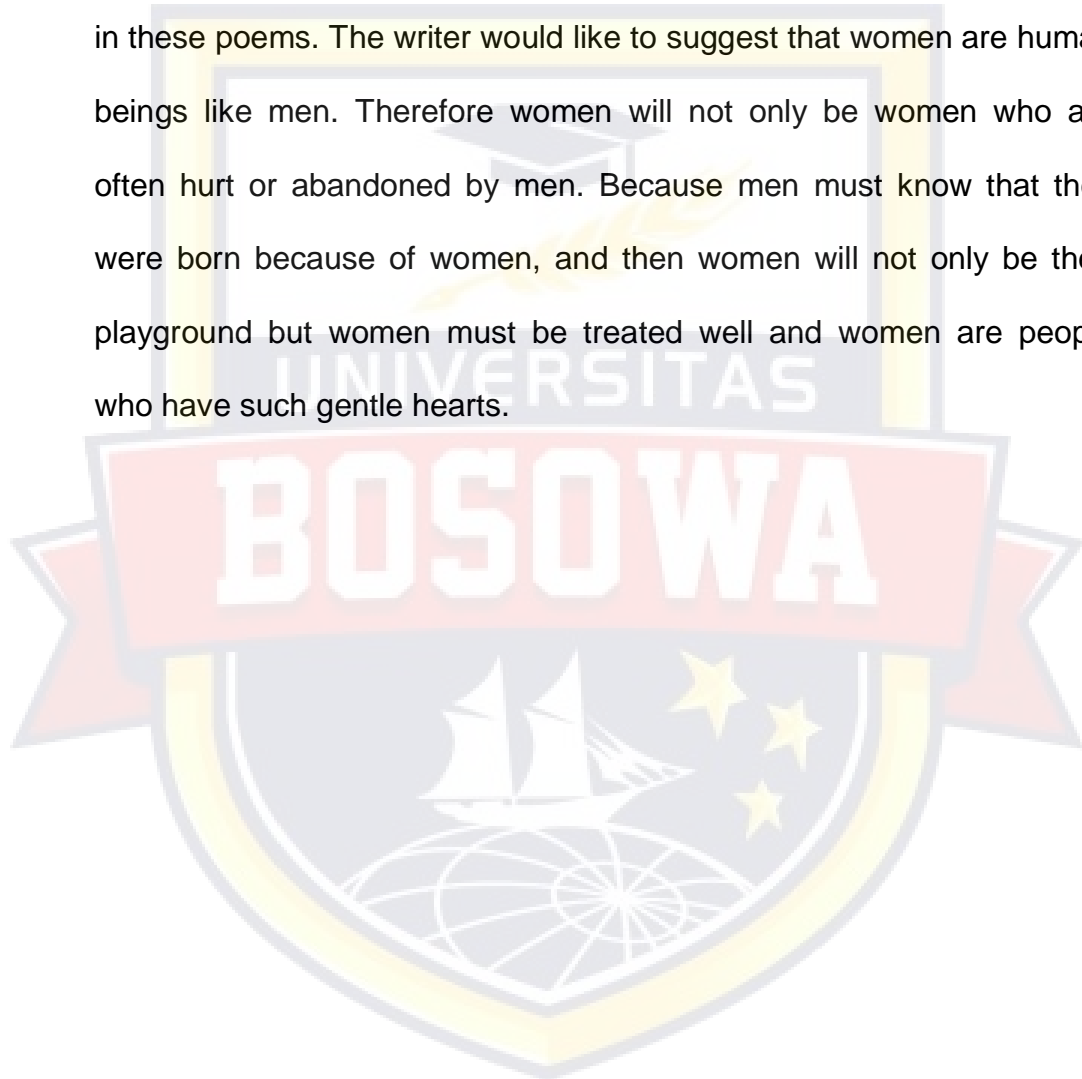 in these poems. The writer would like to suggest that women are huma
beings like men. Therefore women will not only be women who a
often hurt or abandoned by men. Because men must know that the
were born because of women, and then women will not only be the
playground but women must be treated well and women are peop
who have such gentle hearts.
UNIVERSITAS
BOSOWA